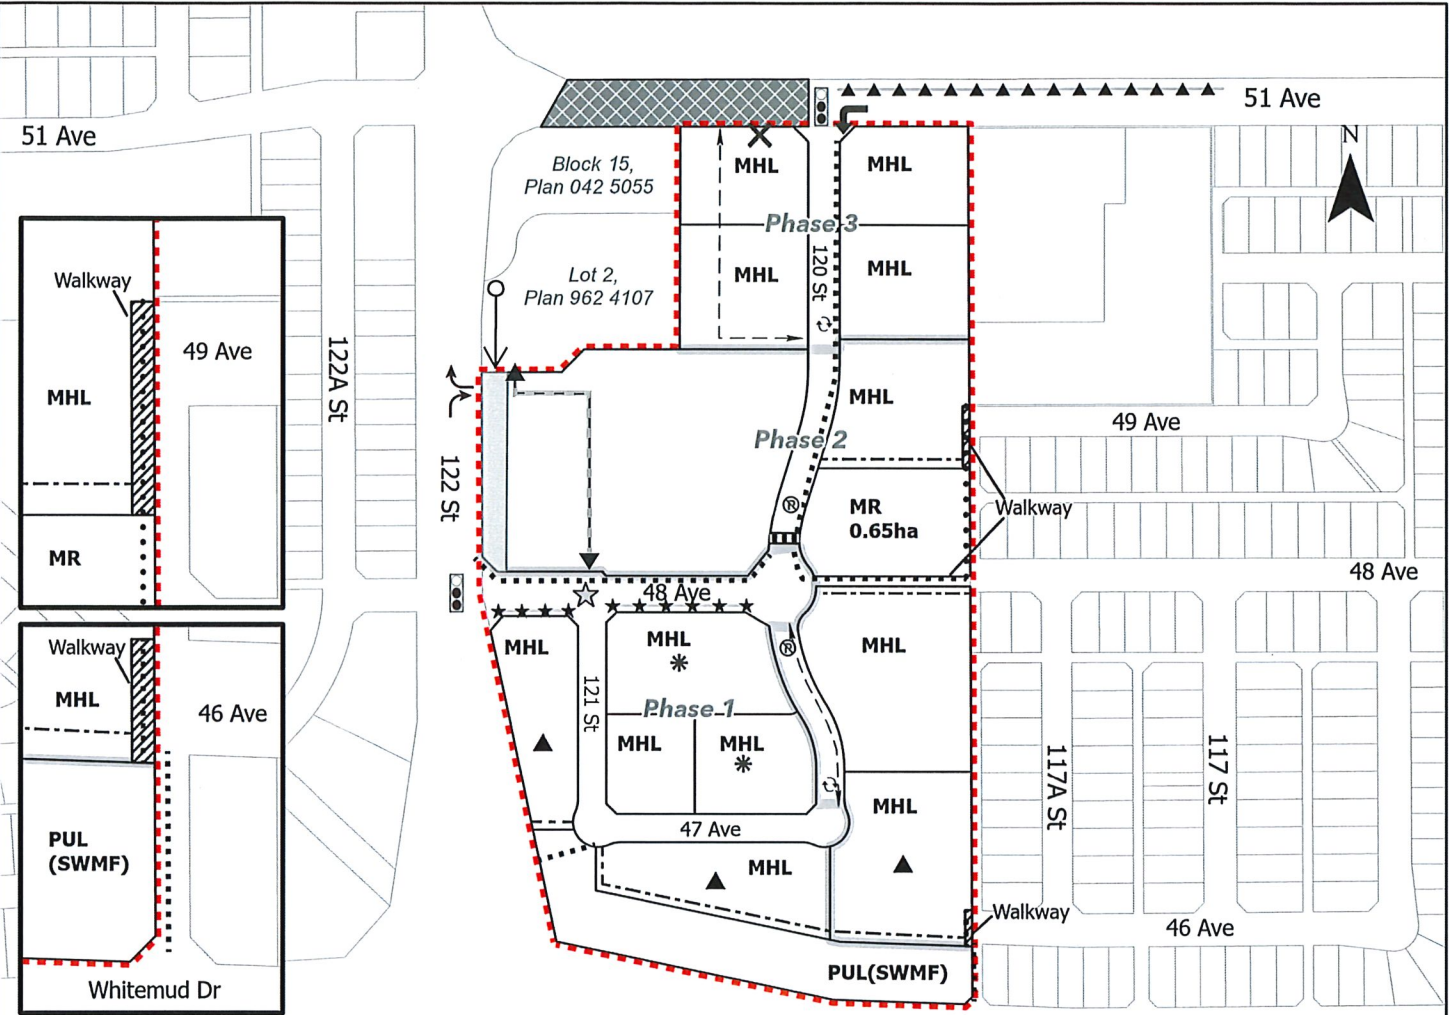 51 Ave
51 Ave
N
Block 15,
Plan 042 5055
MHL
MHL
Phase 3
Lot 2,
Plan 962 4107
MHL
120 St
MHL
Walkway
49 Ave
MHL
MR
122A St
122 St
MHL
49 Ave
Phase 2
R
MR
0.65ha
Walkway
48 Ave
48 Ave
MHL
MHL
R
MHL
Walkway
MHL
46 Ave
PUL
(SWMF)
Whitemud Dr
121 St
Phase 1
MHL
MHL
117A St
117 St
MHL
47 Ave
MHL
Walkway
46 Ave
PUL(SWMF)